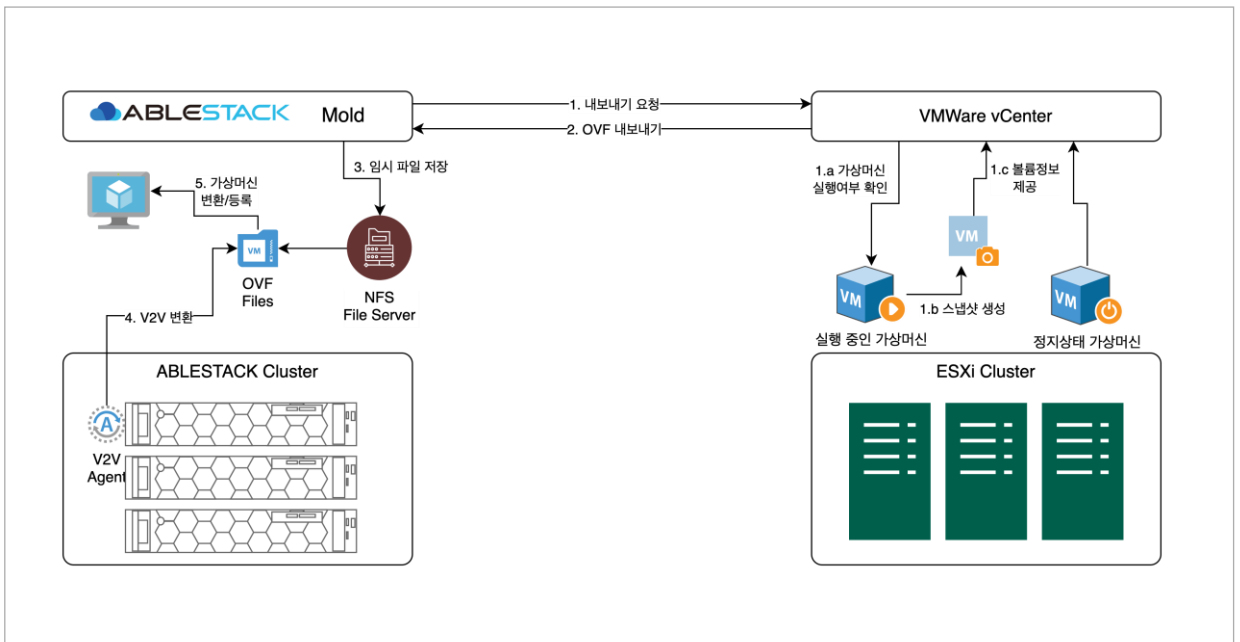 ABLESTACK Mold
1. 내보내기 요청
2. OVF 내보내기
VMWare vCenter
3. 임시 파일 저장
5. 가상머신
변환/등록
VM
OVF
Files
NFS
File Server
4. V2V 변환
1.a 가상머신
실행여부 확인
1.c 볼륨정보
제공
VM
VM
VM
1.b 스냅샷 생성
실행 중인 가상머신
정지상태 가상머신
ABLESTACK Cluster
A
V2V
Agent
ESXi Cluster